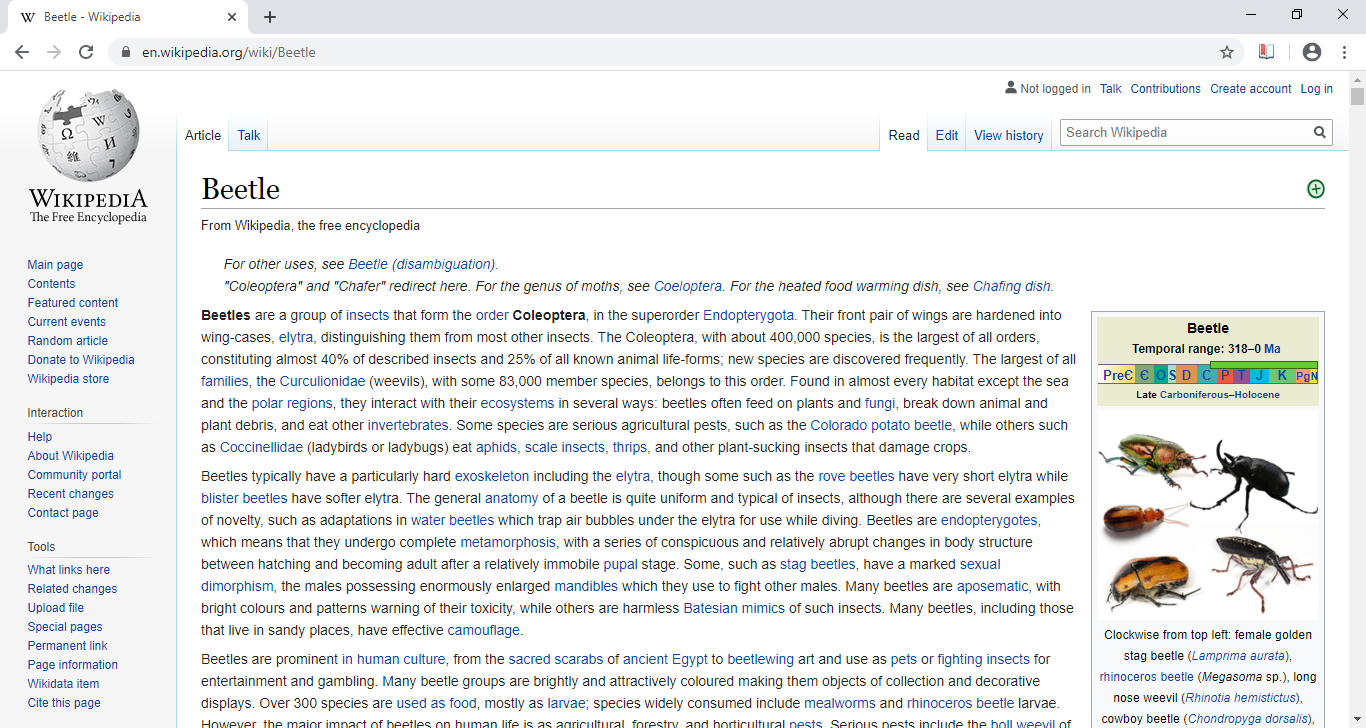 Beetle - Wikipedia
en.wikipedia.org/wiki/Beetle
Not logged in Talk Contributions Create account Log in
Article Talk Read Edit View history Search Wikipedia
WIKIPEDIA
The Free Encyclopedia
Main page
Contents
Featured content
Current events
Random article
Donate to Wikipedia
Wikipedia store
Interaction
Help
About Wikipedia
Community portal
Recent changes
Contact page
Tools
What links here
Related changes
Upload file
Special pages
Permanent link
Page information
Wikidata item
Cite this page
Beetle
From Wikipedia, the free encyclopedia
For other uses, see Beetle (disambiguation).
"Coleoptera" and "Chafer" redirect here. For the genus of moths, see Coeloptera. For the heated food warming dish, see Chafing dish.
Beetles are a group of insects that form the order Coleoptera, in the superorder Endopterygota. Their front pair of wings are hardened into
wing-cases, elytra, distinguishing them from most other insects. The Coleoptera, with about 400,000 species, is the largest of all orders,
constituting almost 40% of described insects and 25% of all known animal life-forms; new species are discovered frequently. The largest of all
families, the Curculionidae (weevils), with some 83,000 member species, belongs to this order. Found in almost every habitat except the sea
and the polar regions, they interact with their ecosystems in several ways: beetles often feed on plants and fungi, break down animal and
plant debris, and eat other invertebrates. Some species are serious agricultural pests, such as the Colorado potato beetle, while others such
as Coccinellidae (ladybirds or ladybugs) eat aphids, scale insects, thrips, and other plant-sucking insects that damage crops.
Beetles typically have a particularly hard exoskeleton including the elytra, though some such as the rove beetles have very short elytra while
blister beetles have softer elytra. The general anatomy of a beetle is quite uniform and typical of insects, although there are several examples
of novelty, such as adaptations in water beetles which trap air bubbles under the elytra for use while diving. Beetles are endopterygotes,
which means that they undergo complete metamorphosis, with a series of conspicuous and relatively abrupt changes in body structure
between hatching and becoming adult after a relatively immobile pupal stage. Some, such as stag beetles, have a marked sexual
dimorphism, the males possessing enormously enlarged mandibles which they use to fight other males. Many beetles are aposematic, with
bright colours and patterns warning of their toxicity, while others are harmless Batesian mimics of such insects. Many beetles, including those
that live in sandy places, have effective camouflage.
Beetles are prominent in human culture, from the sacred scarabs of ancient Egypt to beetlewing art and use as pets or fighting insects for
entertainment and gambling. Many beetle groups are brightly and attractively coloured making them objects of collection and decorative
displays. Over 300 species are used as food, mostly as larvae; species widely consumed include mealworms and rhinoceros beetle larvae.
However, the major impact of beetles on human life is as agricultural, forestry, and horticultural pests. Serious pests include the boll weevil of
Beetle
Temporal range: 318–0 Ma
PreЄ Є O S D C P T J K Pg N
Late Carboniferous–Holocene
Clockwise from top left: female golden
stag beetle (Lamprima aurata),
rhinoceros beetle (Megasoma sp.), long
nose weevil (Rhinotia hemistictus),
cowboy beetle (Chondropyga dorsalis),